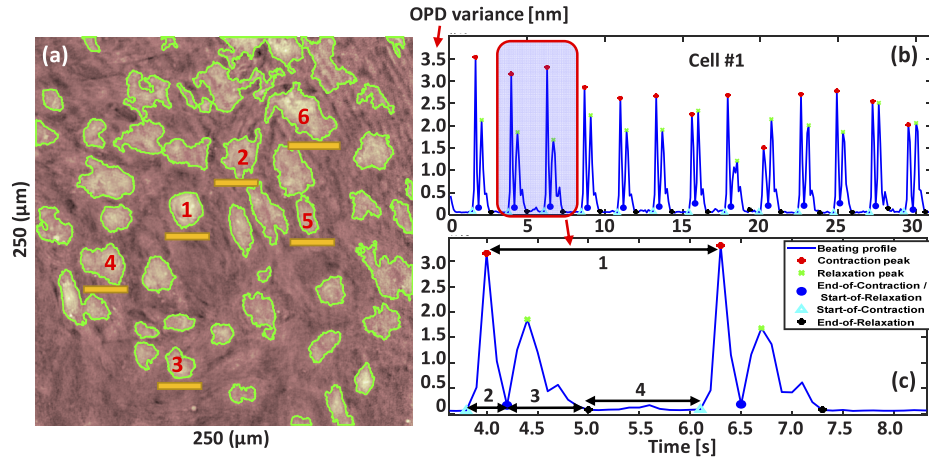 OPD variance [nm]
(a)
6
2
1
5
4
3
250 (µm)
250 (µm)
(b)
Cell #1
3.5
3.0
2.5
2.0
1.5
1.0
0.5
0
0 5 10 15 20 25 30
(c)
1
2 3 4
3.0
2.5
2.0
1.5
1.0
0.5
0
4.0 4.5 5.0 5.5 6.0 6.5 7.0 7.5 8.0
Time [s]
Beating profile
Contraction peak
Relaxation peak
End-of-Contraction /
Start-of-Relaxation
Start-of-Contraction
End-of-Relaxation